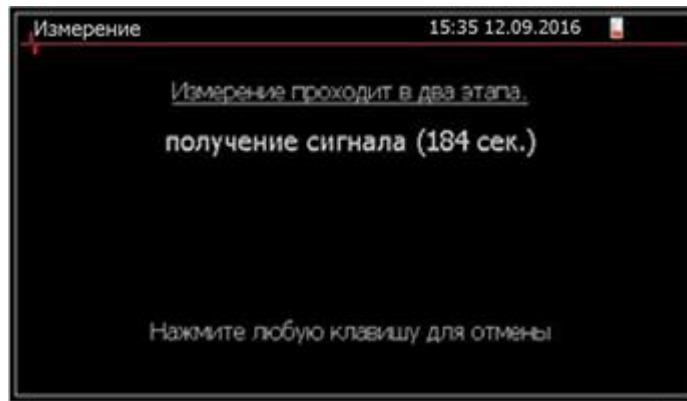 Измерение 15:35 12.09.2016
Измерение проходит в два этапа.
получение сигнала (184 сек.)
Нажмите любую клавишу для отмены